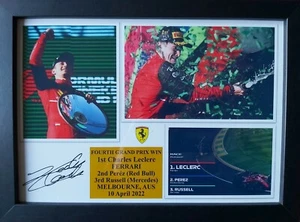 FORMULA
FOURTH GRAND PRIX WIN
1st Charles Leclerc
FERRARI
2nd Perez (Red Bull)
3rd Russell (Mercedes)
MELBOURNE, AUS
10 April 2022
1. LECLERC
2. PEREZ
3. RUSSELL